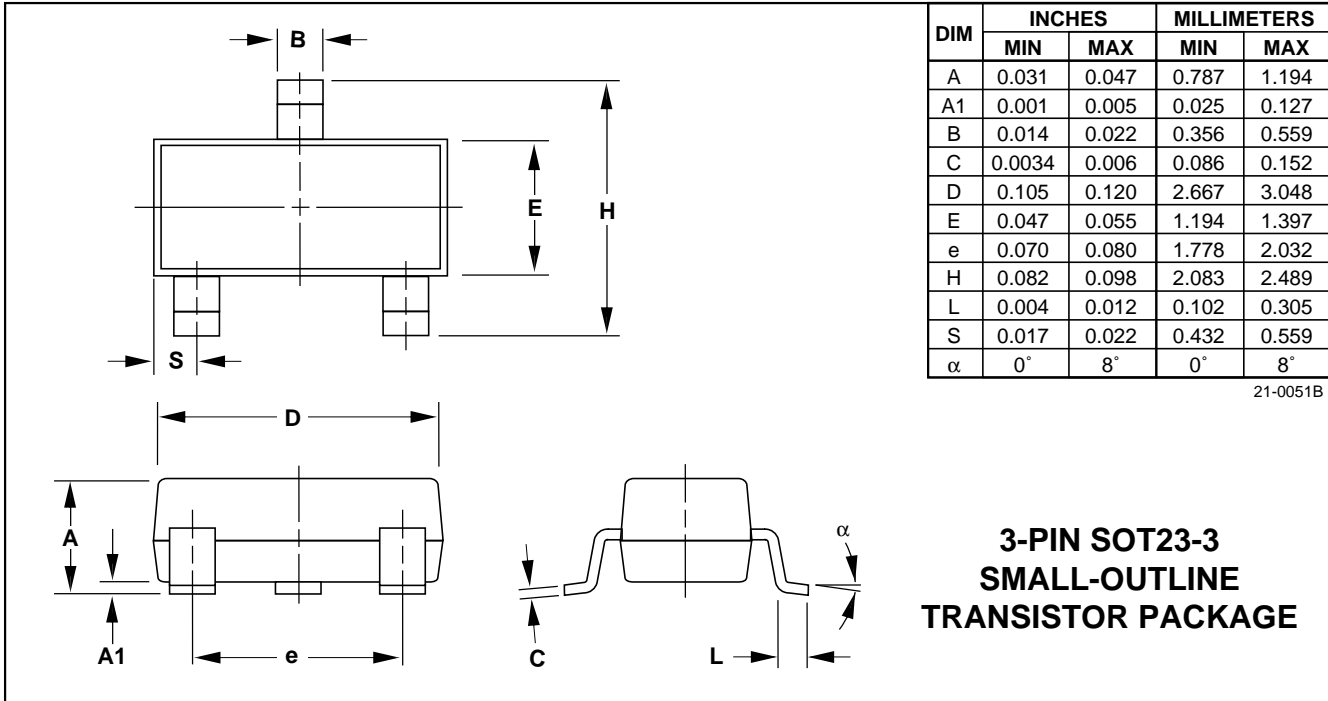 DIM INCHES MILLIMETERS
MIN MAX MIN MAX
A 0.031 0.047 0.787 1.194
A1 0.001 0.005 0.025 0.127
B 0.014 0.022 0.356 0.559
C 0.0034 0.006 0.086 0.152
D 0.105 0.120 2.667 3.048
E 0.047 0.055 1.194 1.397
e 0.070 0.080 1.778 2.032
H 0.082 0.098 2.083 2.489
L 0.004 0.012 0.102 0.305
S 0.017 0.022 0.432 0.559
α 0° 8° 0° 8°
21-0051B
B
E
H
S
D
A
A1
e
C
L
α
3-PIN SOT23-3
SMALL-OUTLINE
TRANSISTOR PACKAGE